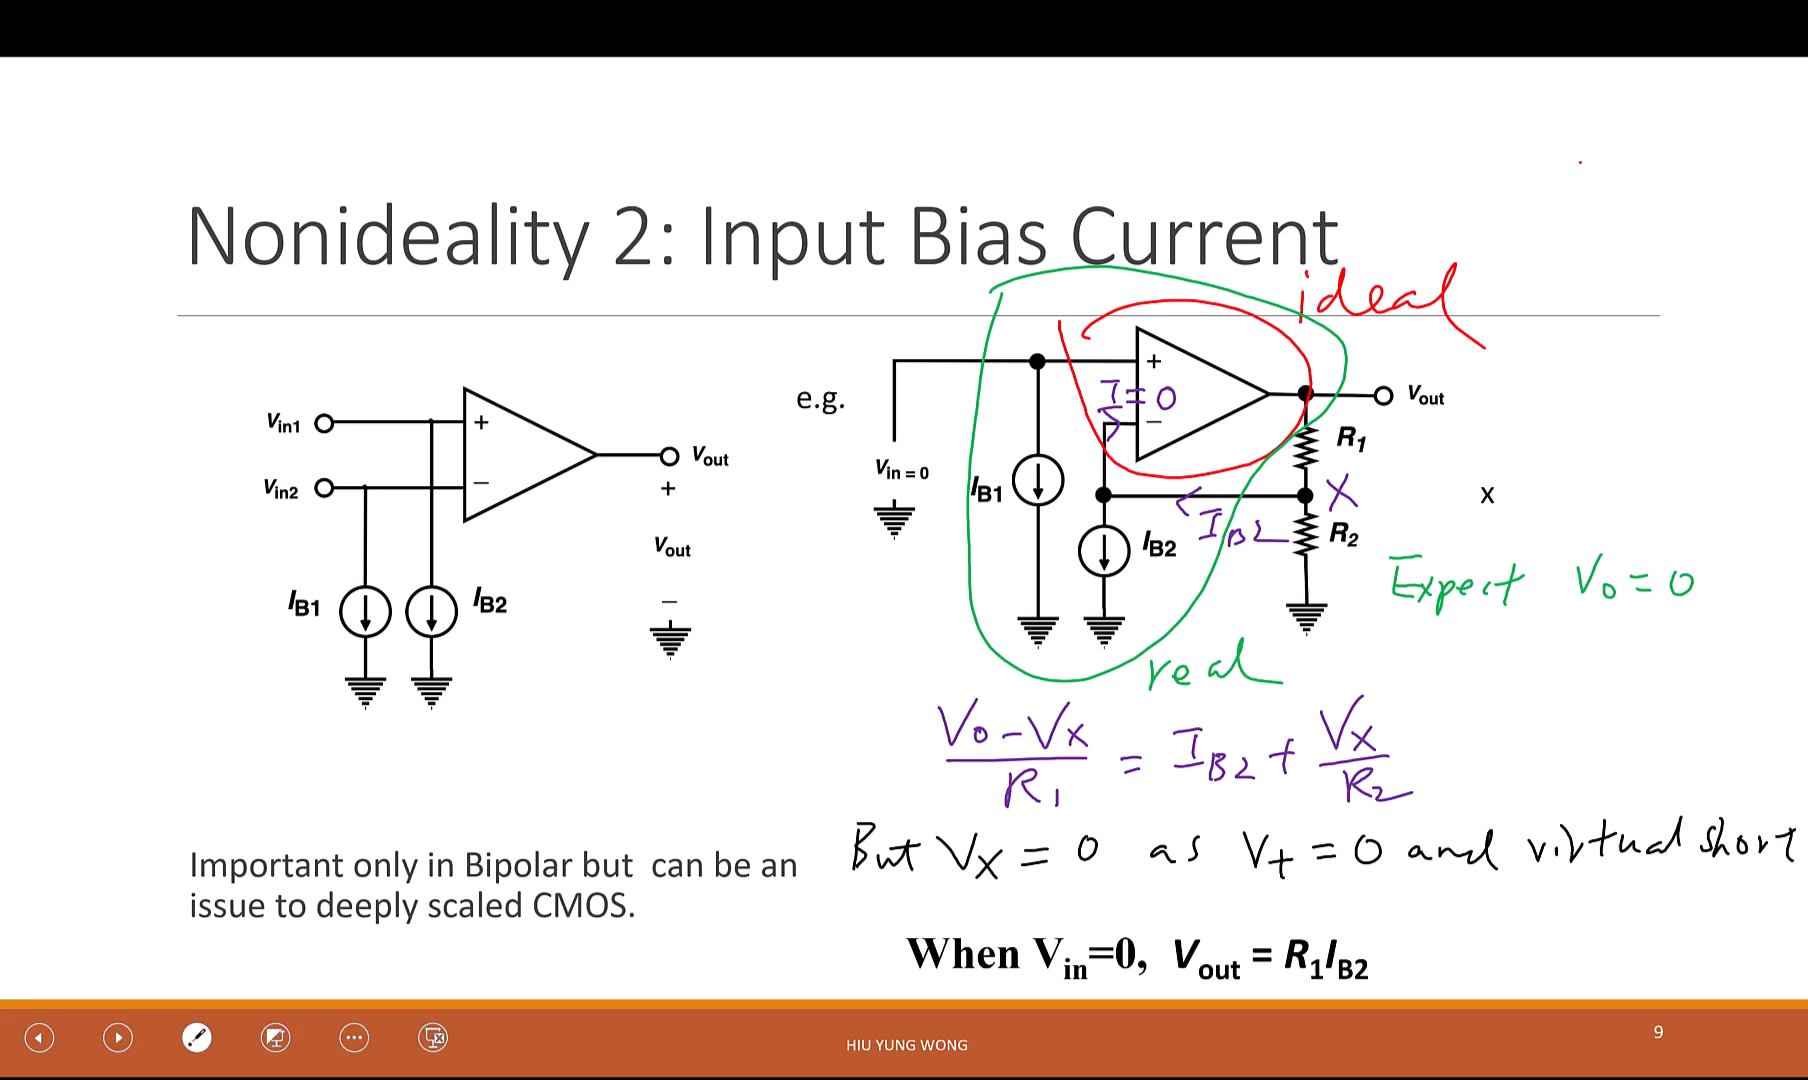 Nonideality 2: Input Bias Current
ideal
Vin1
Vin2
+
−
Vout
+
Vout
−
IB1
IB2
e.g.
Vin = 0
+
−
I=0
Vout
R1
X
R2
x
IB1
IB2
IB2
Expect Vo = 0
real
(Vo − Vx)/R1 = IB2 + Vx/R2
But Vx = 0 as V+ = 0 and virtual short
Important only in Bipolar but can be an
issue to deeply scaled CMOS.
When Vin=0, Vout = R1IB2
HIU YUNG WONG
9